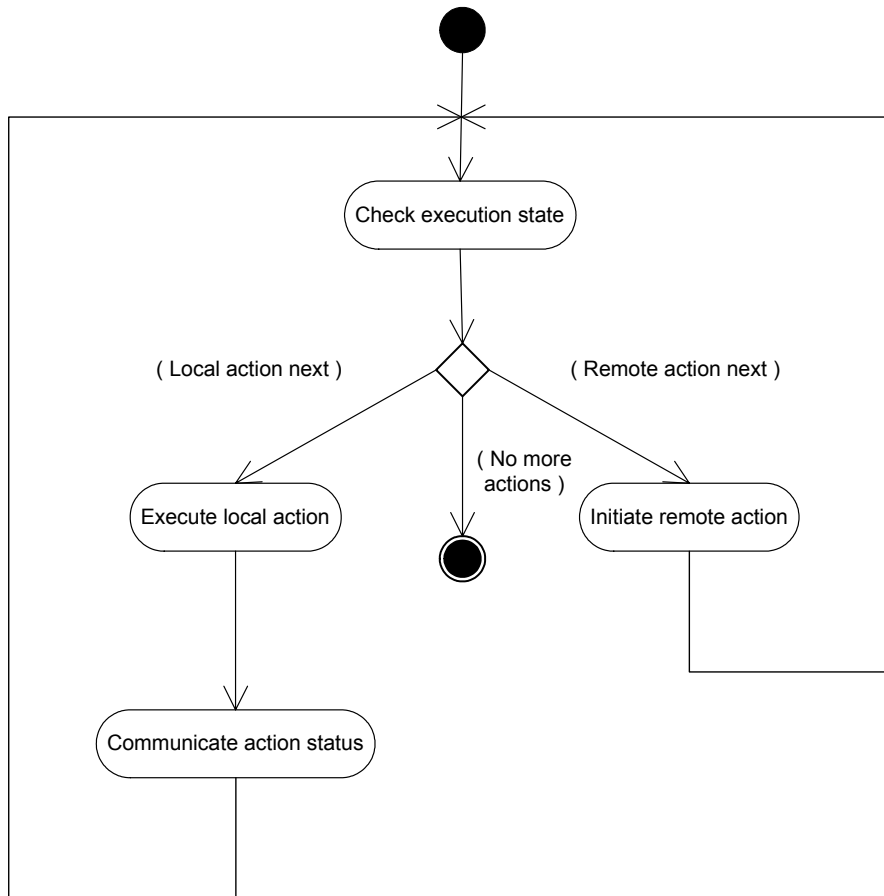 Check execution state
( Local action next )
( Remote action next )
( No more
actions )
Execute local action
Initiate remote action
Communicate action status